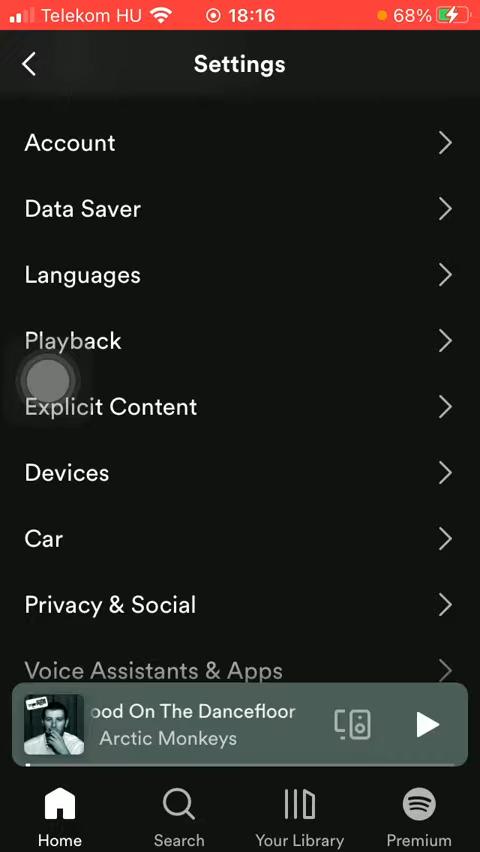 Telekom HU 18:16 68%
Settings
Account
Data Saver
Languages
Playback
Explicit Content
Devices
Car
Privacy & Social
Voice Assistants & Apps
ood On The Dancefloor
Arctic Monkeys
Home Search Your Library Premium